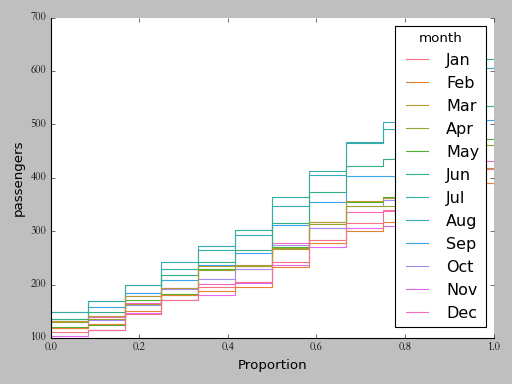 700
600
500
400
300
200
100
passengers
0.0
0.2
0.4
0.6
0.8
1.0
Proportion
month
Jan
Feb
Mar
Apr
May
Jun
Jul
Aug
Sep
Oct
Nov
Dec